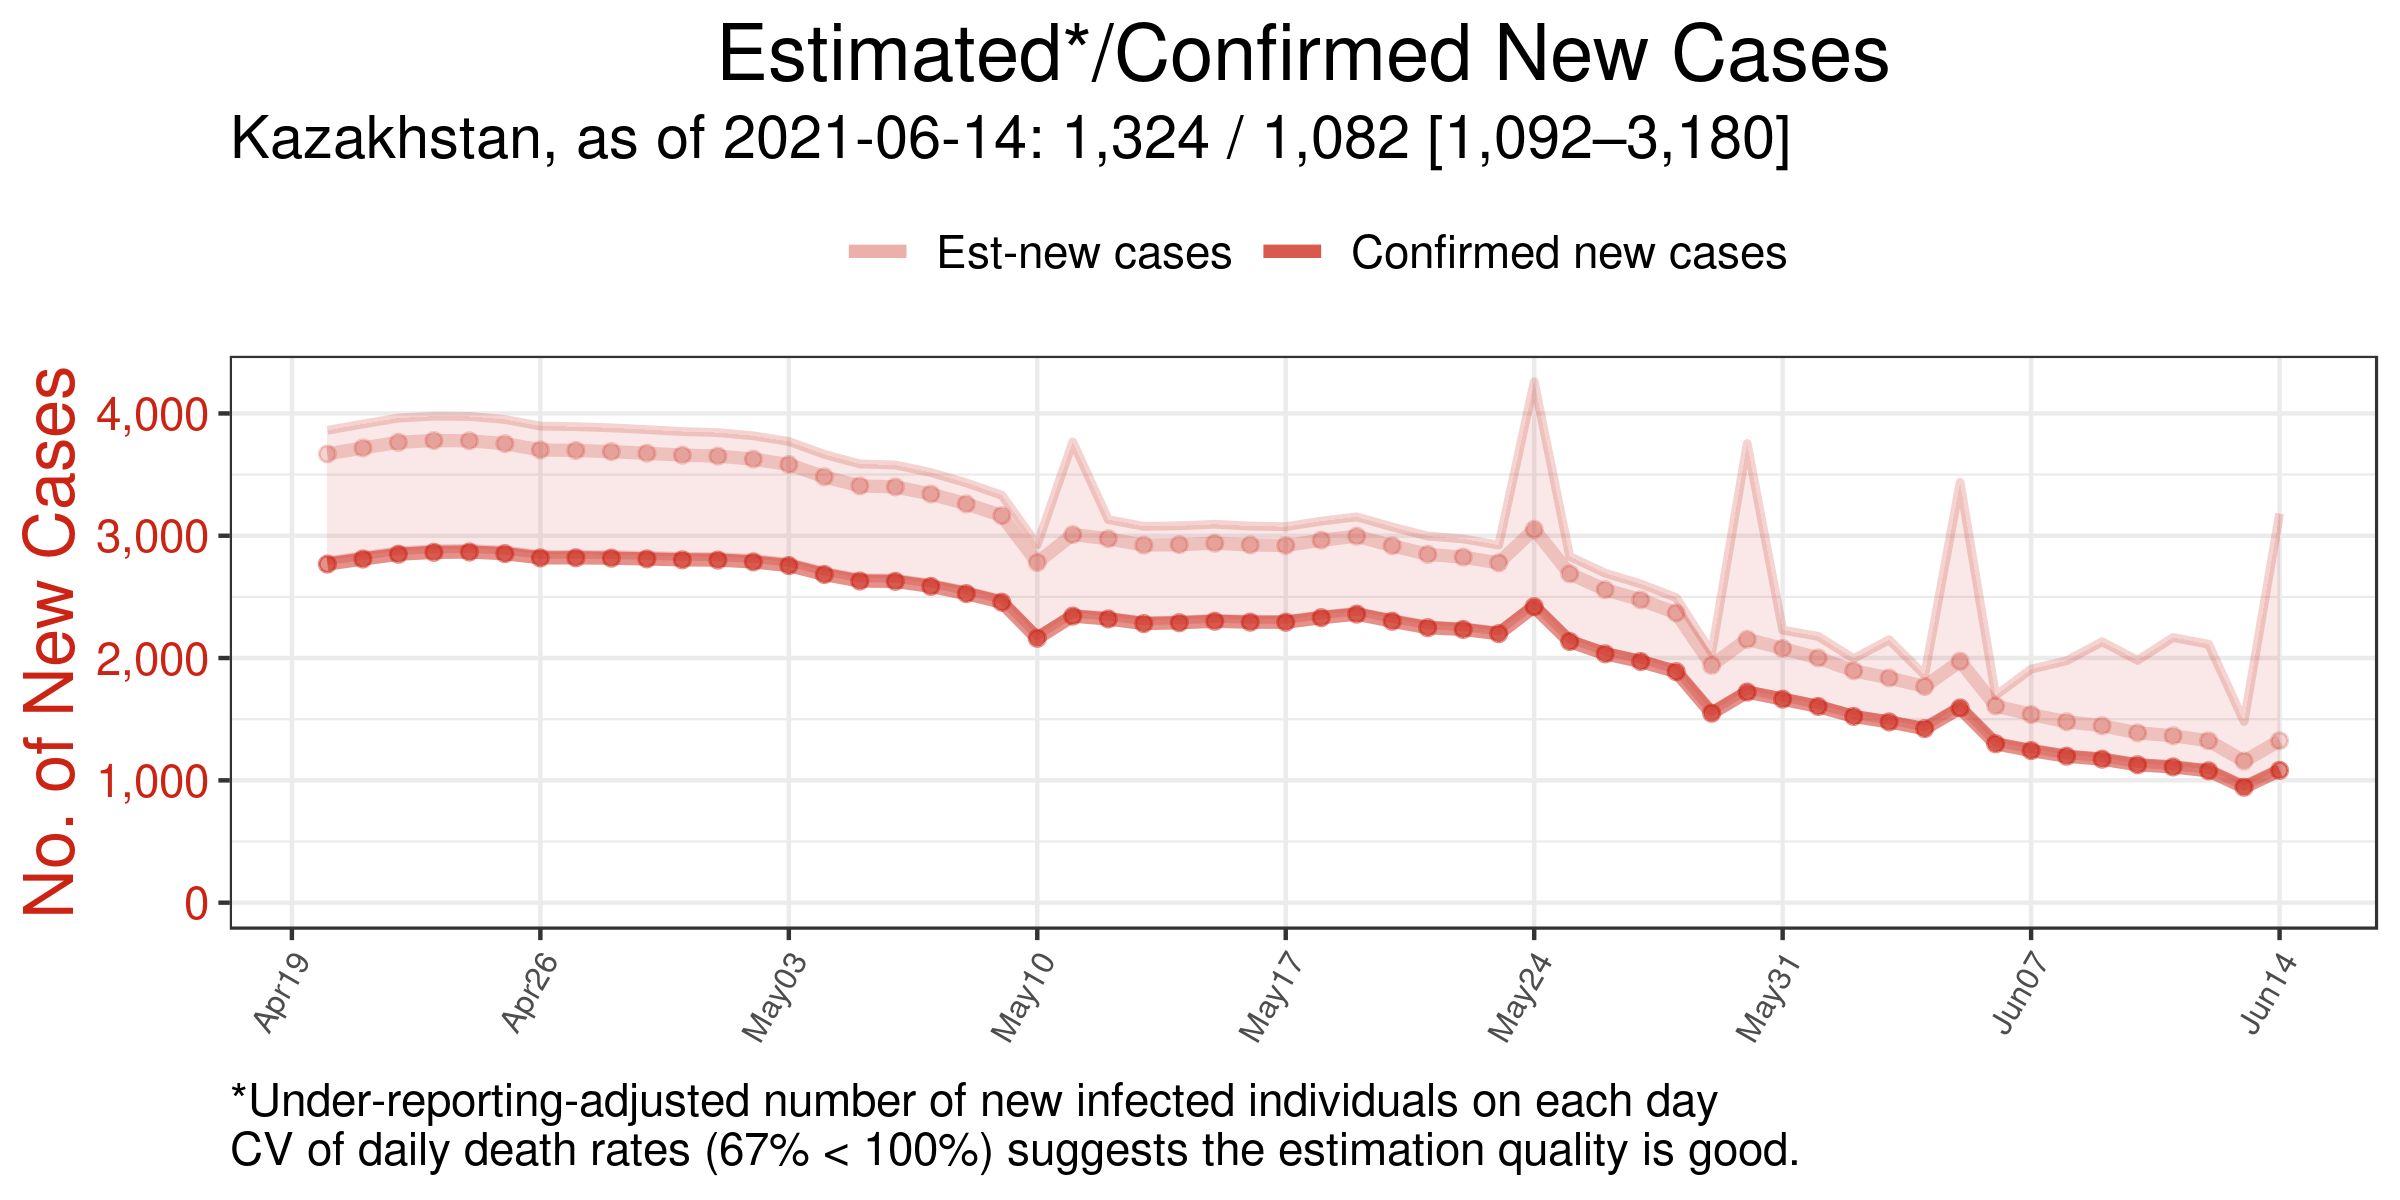 Estimated*/Confirmed New Cases
Kazakhstan, as of 2021-06-14: 1,324 / 1,082 [1,092–3,180]
Est-new cases Confirmed new cases
No. of New Cases
4,000
3,000
2,000
1,000
0
Apr19 Apr26 May03 May10 May17 May24 May31 Jun07 Jun14
*Under-reporting-adjusted number of new infected individuals on each day
CV of daily death rates (67% < 100%) suggests the estimation quality is good.